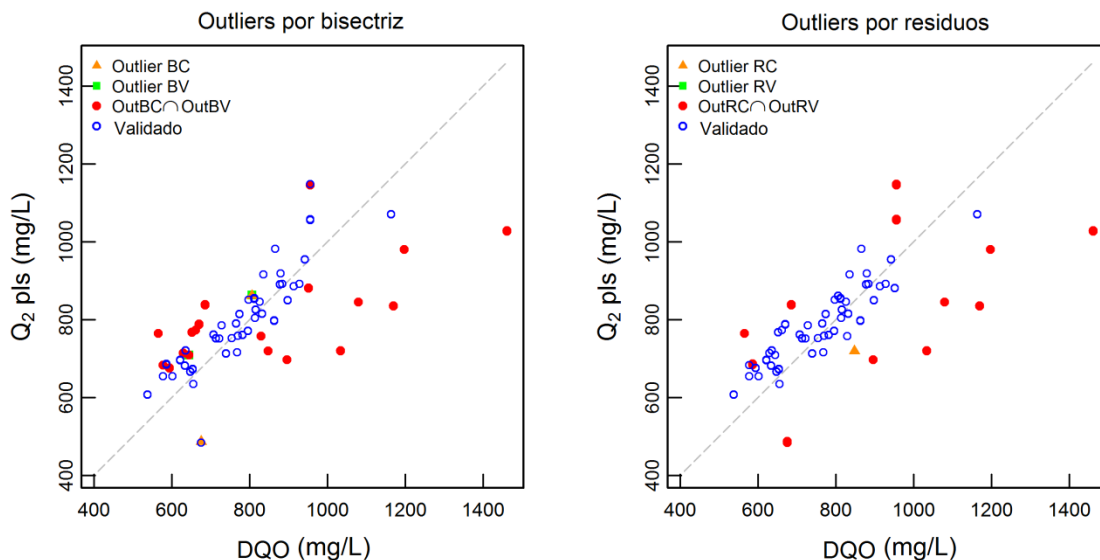 Outliers por bisectriz
Outlier BC
Outlier BV
OutBC∩OutBV
Validado
Q₂ pls (mg/L)
400 600 800 1000 1200 1400
400 600 800 1000 1200 1400
DQO (mg/L)
Outliers por residuos
Outlier RC
Outlier RV
OutRC∩OutRV
Validado
Q₂ pls (mg/L)
400 600 800 1000 1200 1400
400 600 800 1000 1200 1400
DQO (mg/L)